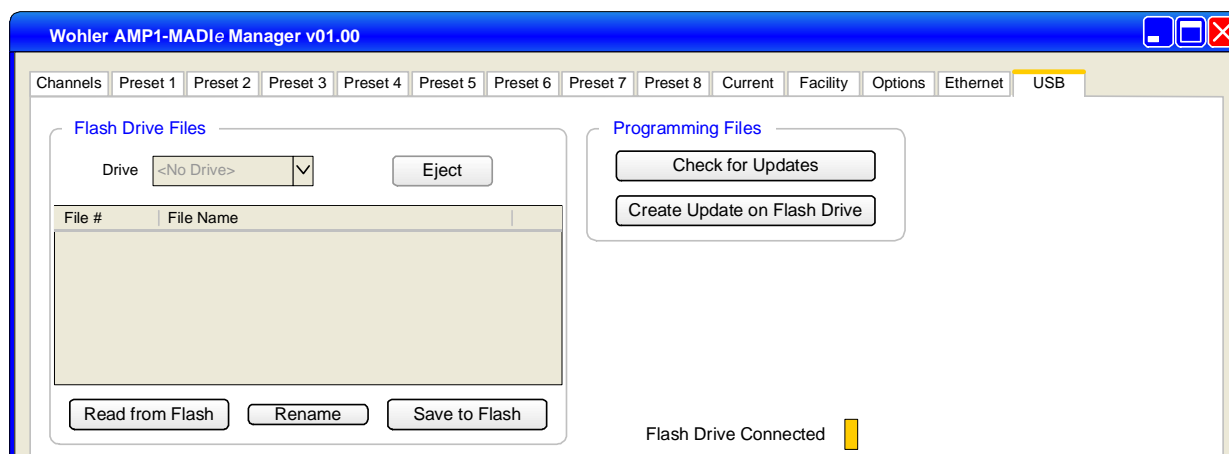 Wohler AMP1-MADIe Manager v01.00
Channels Preset 1 Preset 2 Preset 3 Preset 4 Preset 5 Preset 6 Preset 7 Preset 8 Current Facility Options Ethernet USB
Flash Drive Files
Drive <No Drive> Eject
File # File Name
Read from Flash Rename Save to Flash
Programming Files
Check for Updates
Create Update on Flash Drive
Flash Drive Connected